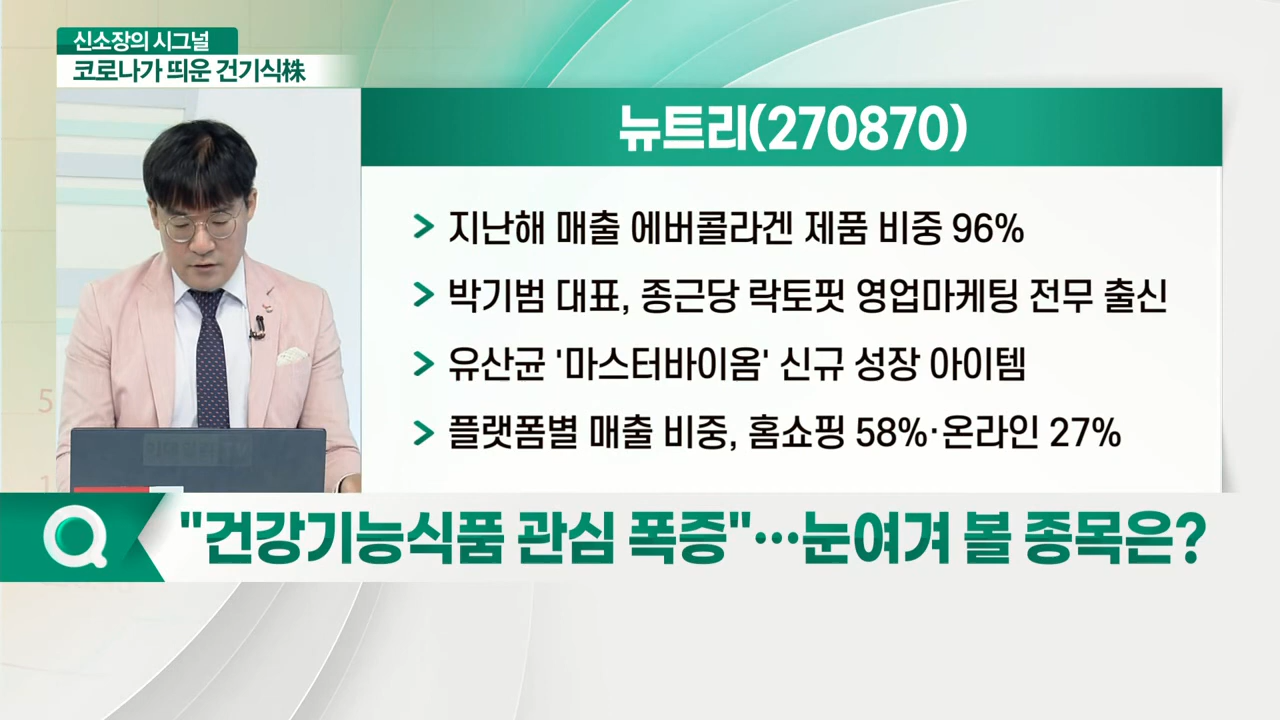 신소장의 시그널
코로나가 띄운 건기식株
뉴트리(270870)
> 지난해 매출 에버콜라겐 제품 비중 96%
> 박기범 대표, 종근당 락토핏 영업마케팅 전무 출신
> 유산균 '마스터바이옴' 신규 성장 아이템
> 플랫폼별 매출 비중, 홈쇼핑 58%·온라인 27%
5
1
"건강기능식품 관심 폭증"…눈여겨 볼 종목은?